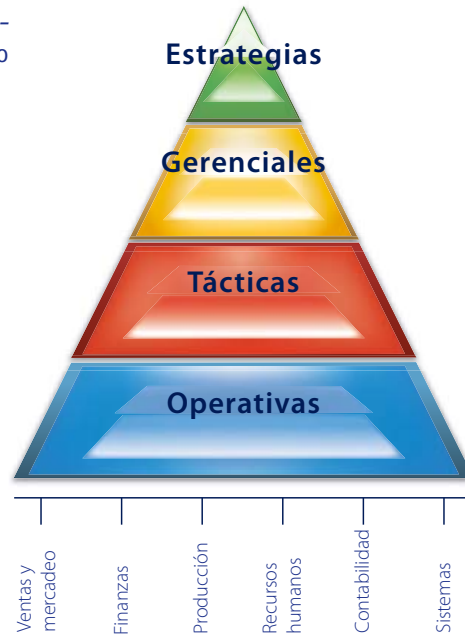 Estrategias
Gerenciales
Tácticas
Operativas
Ventas y
mercadeo
Finanzas
Producción
Recursos
humanos
Contabilidad
Sistemas